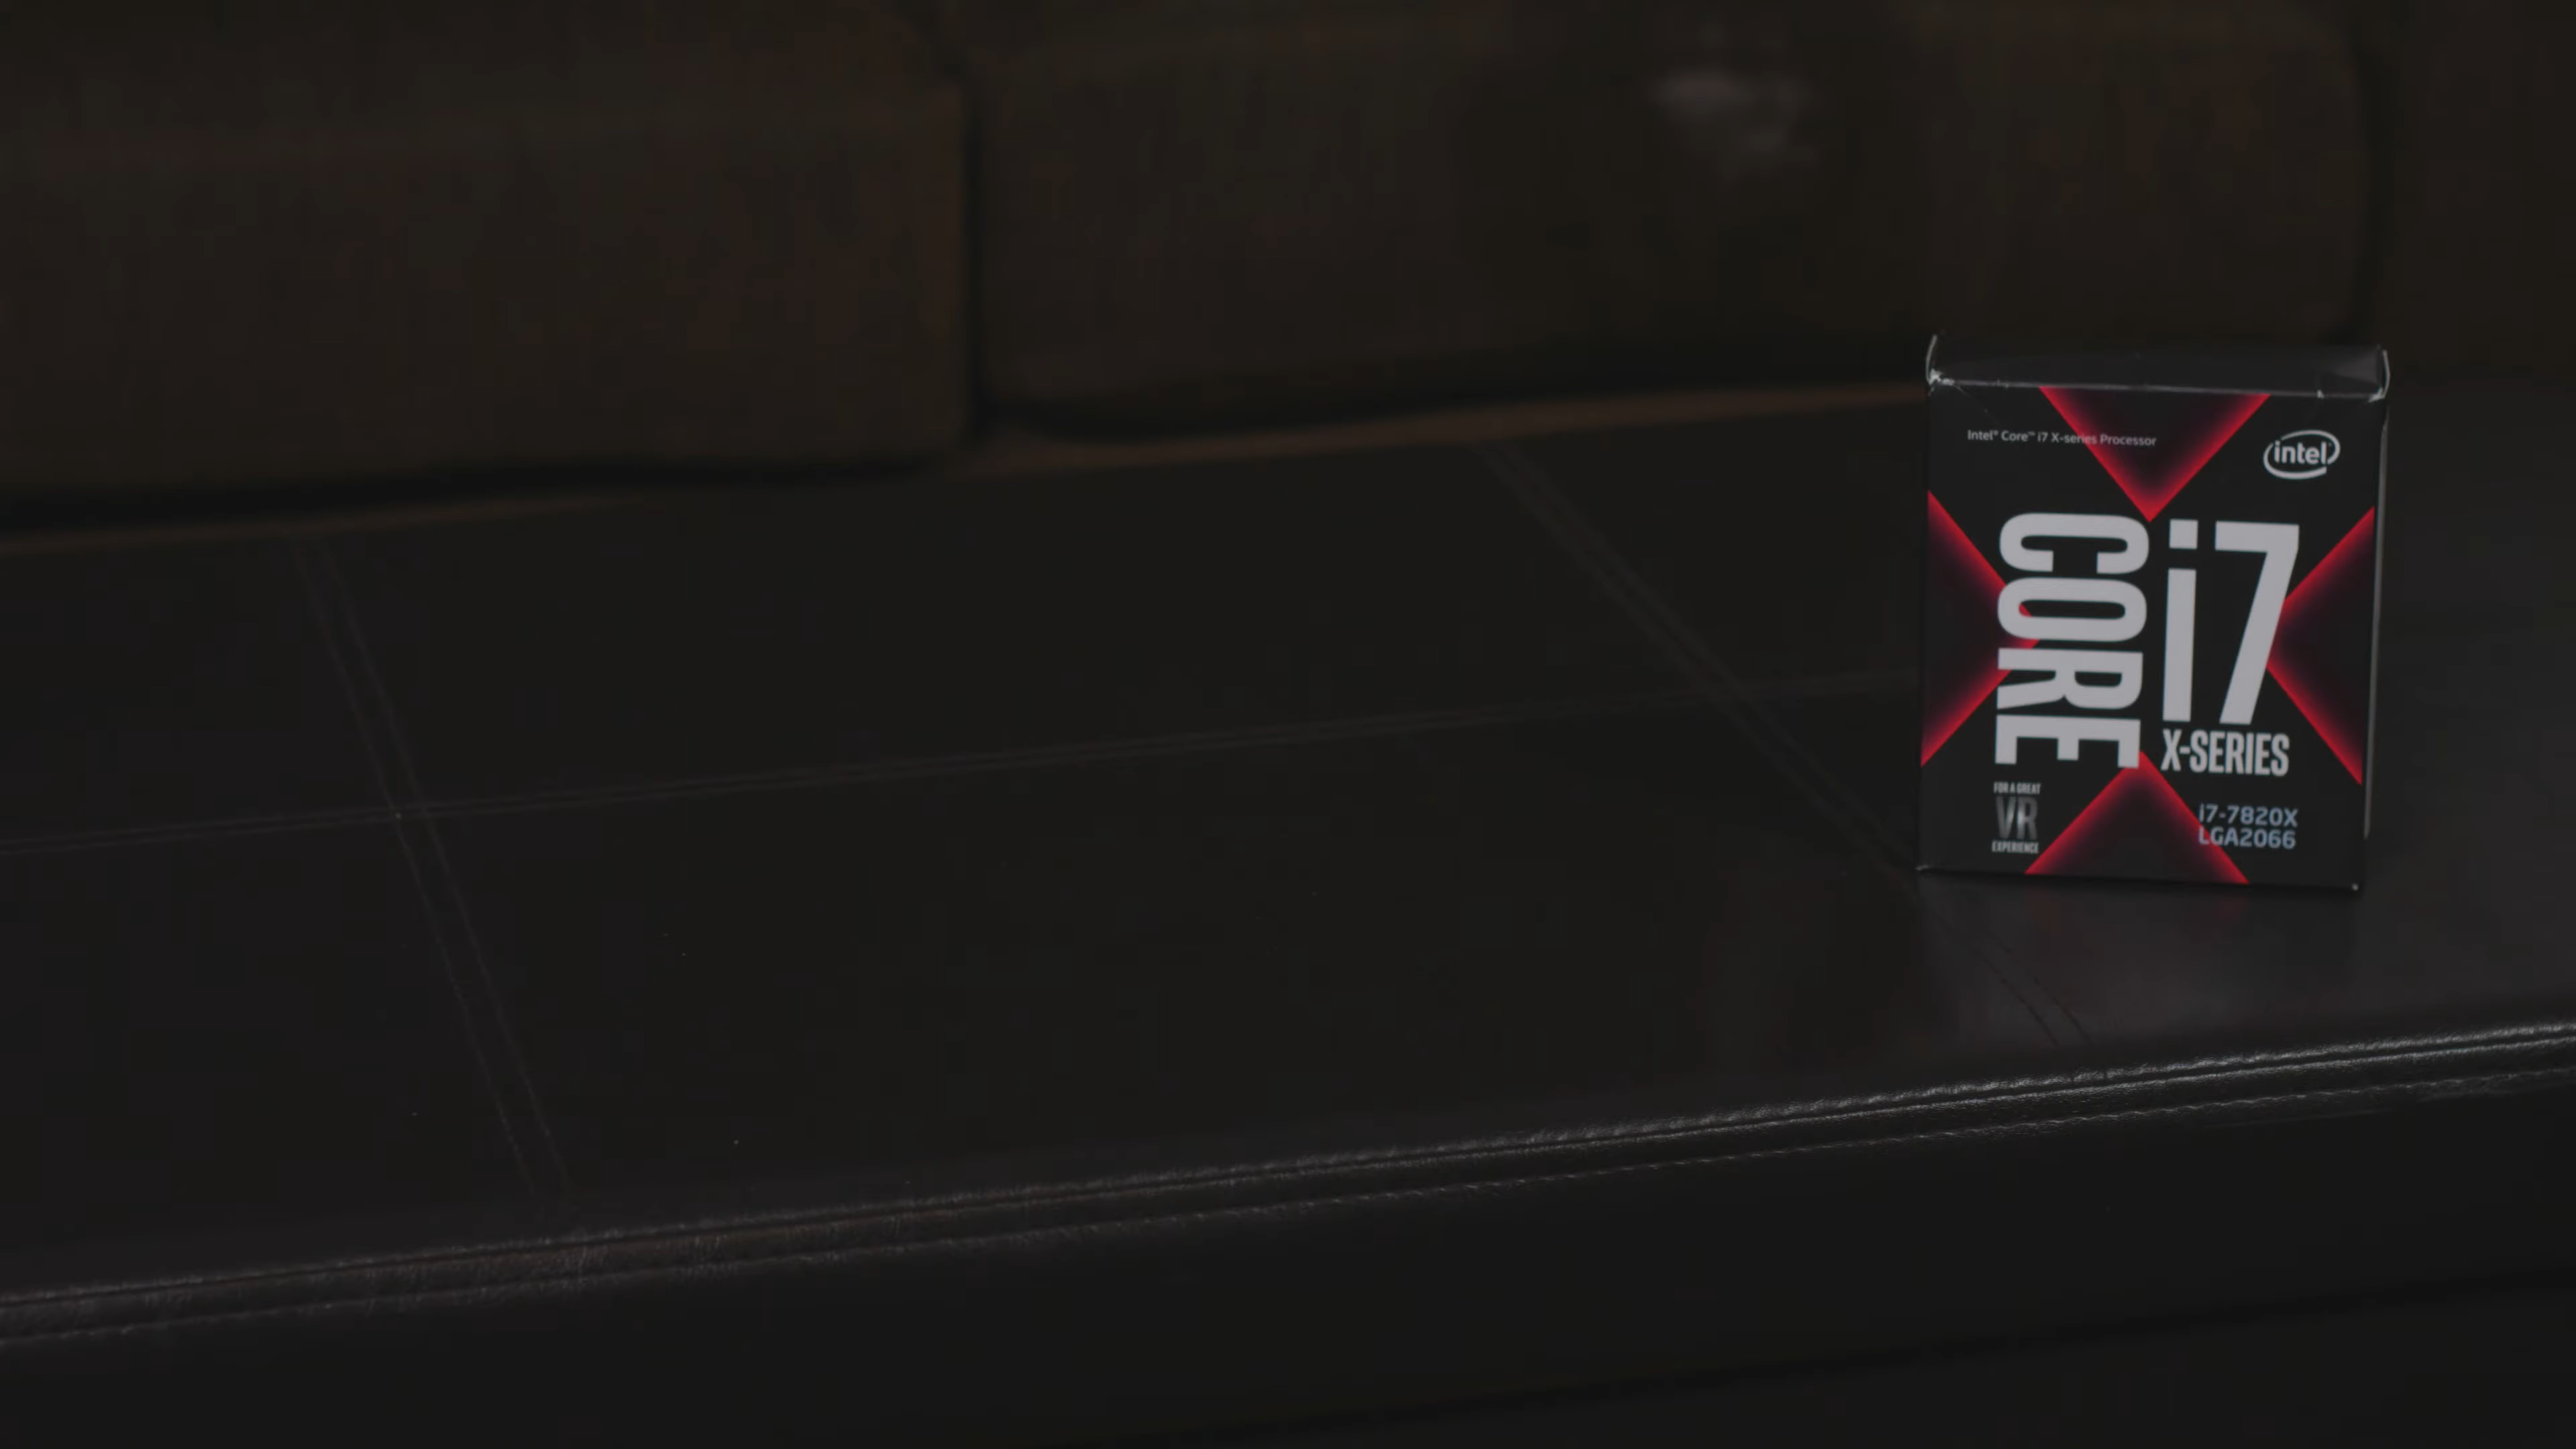 Intel® Core™ i7 X-series Processor
intel
CORE
i7
X-SERIES
FOR A GREAT
VR
EXPERIENCE
i7-7820X
LGA2066